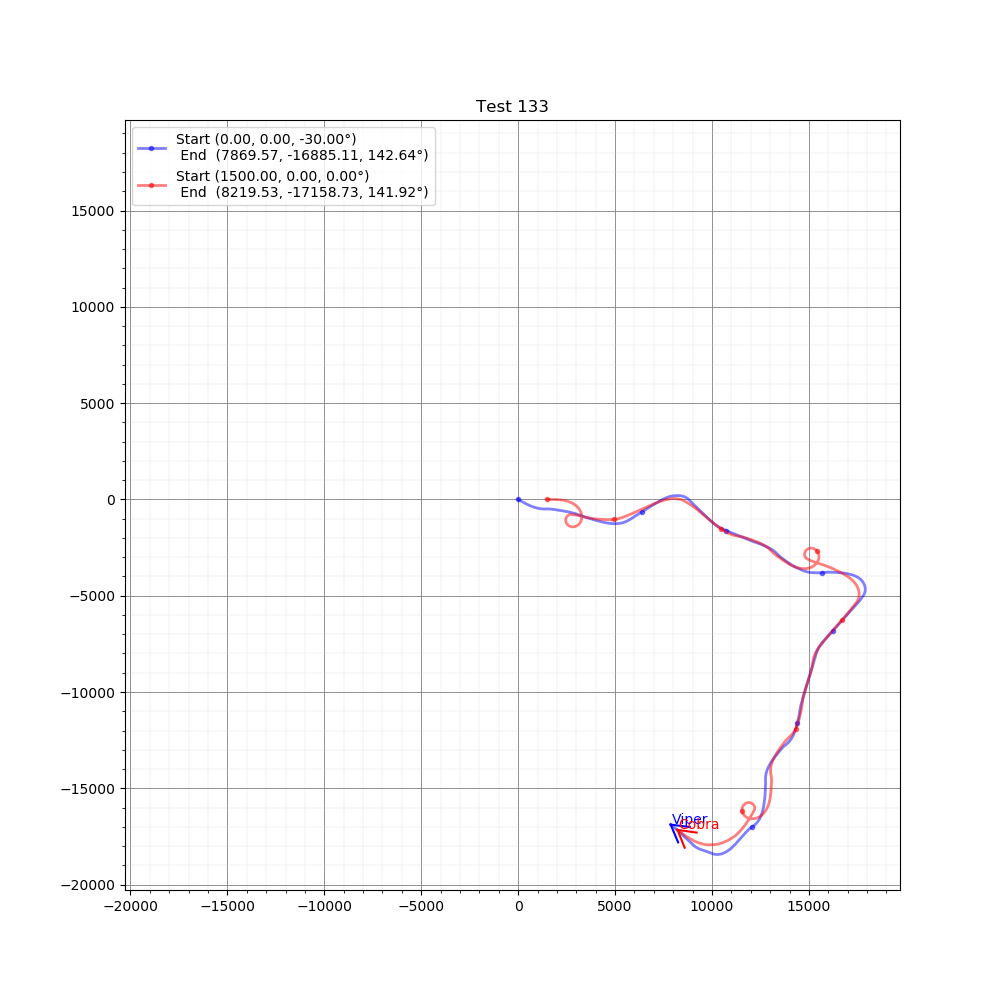 Test 133
Start (0.00, 0.00, -30.00°)
End  (7869.57, -16885.11, 142.64°)
Start (1500.00, 0.00, 0.00°)
End  (8219.53, -17158.73, 141.92°)
15000
10000
5000
0
−5000
−10000
−15000
−20000
Viper
Cobra
−20000 −15000 −10000 −5000 0 5000 10000 15000